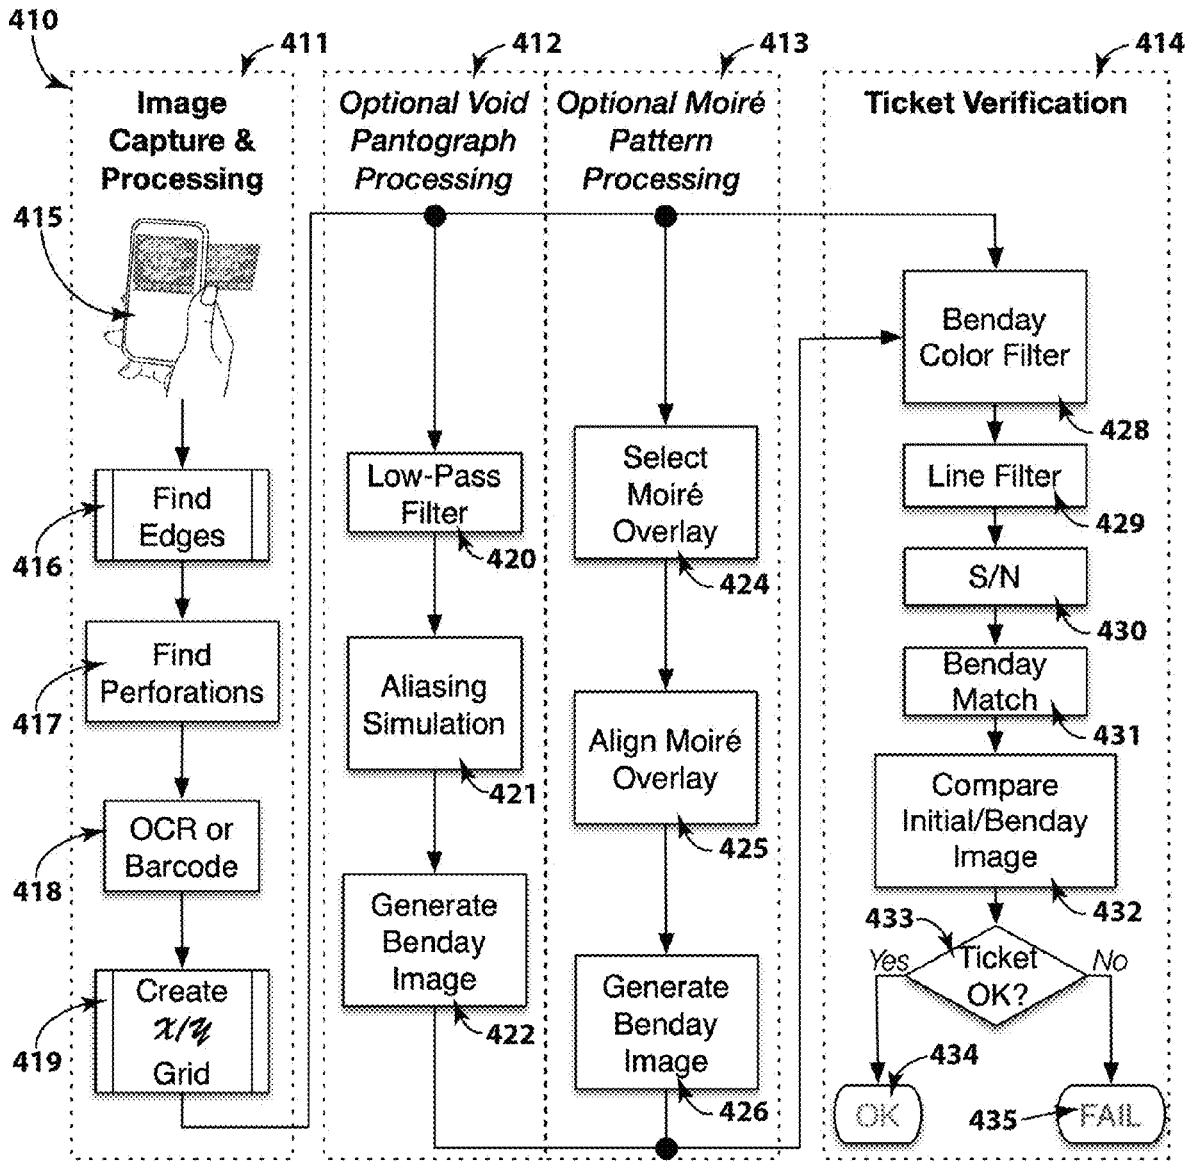 410
411
412
413
414
Image
Capture &
Processing
Optional Void
Pantograph
Processing
Optional Moiré
Pattern
Processing
Ticket Verification
415
Find
Edges
416
Find
Perforations
417
OCR or
Barcode
418
Create
X/Y
Grid
419
Low-Pass
Filter
420
Aliasing
Simulation
421
Generate
Benday
Image
422
Select
Moiré
Overlay
424
Align Moiré
Overlay
425
Generate
Benday
Image
426
Benday
Color Filter
428
Line Filter
429
S/N
430
Benday
Match
431
Compare
Initial/Benday
Image
432
433
Yes
Ticket
OK?
No
434
OK
435
FAIL